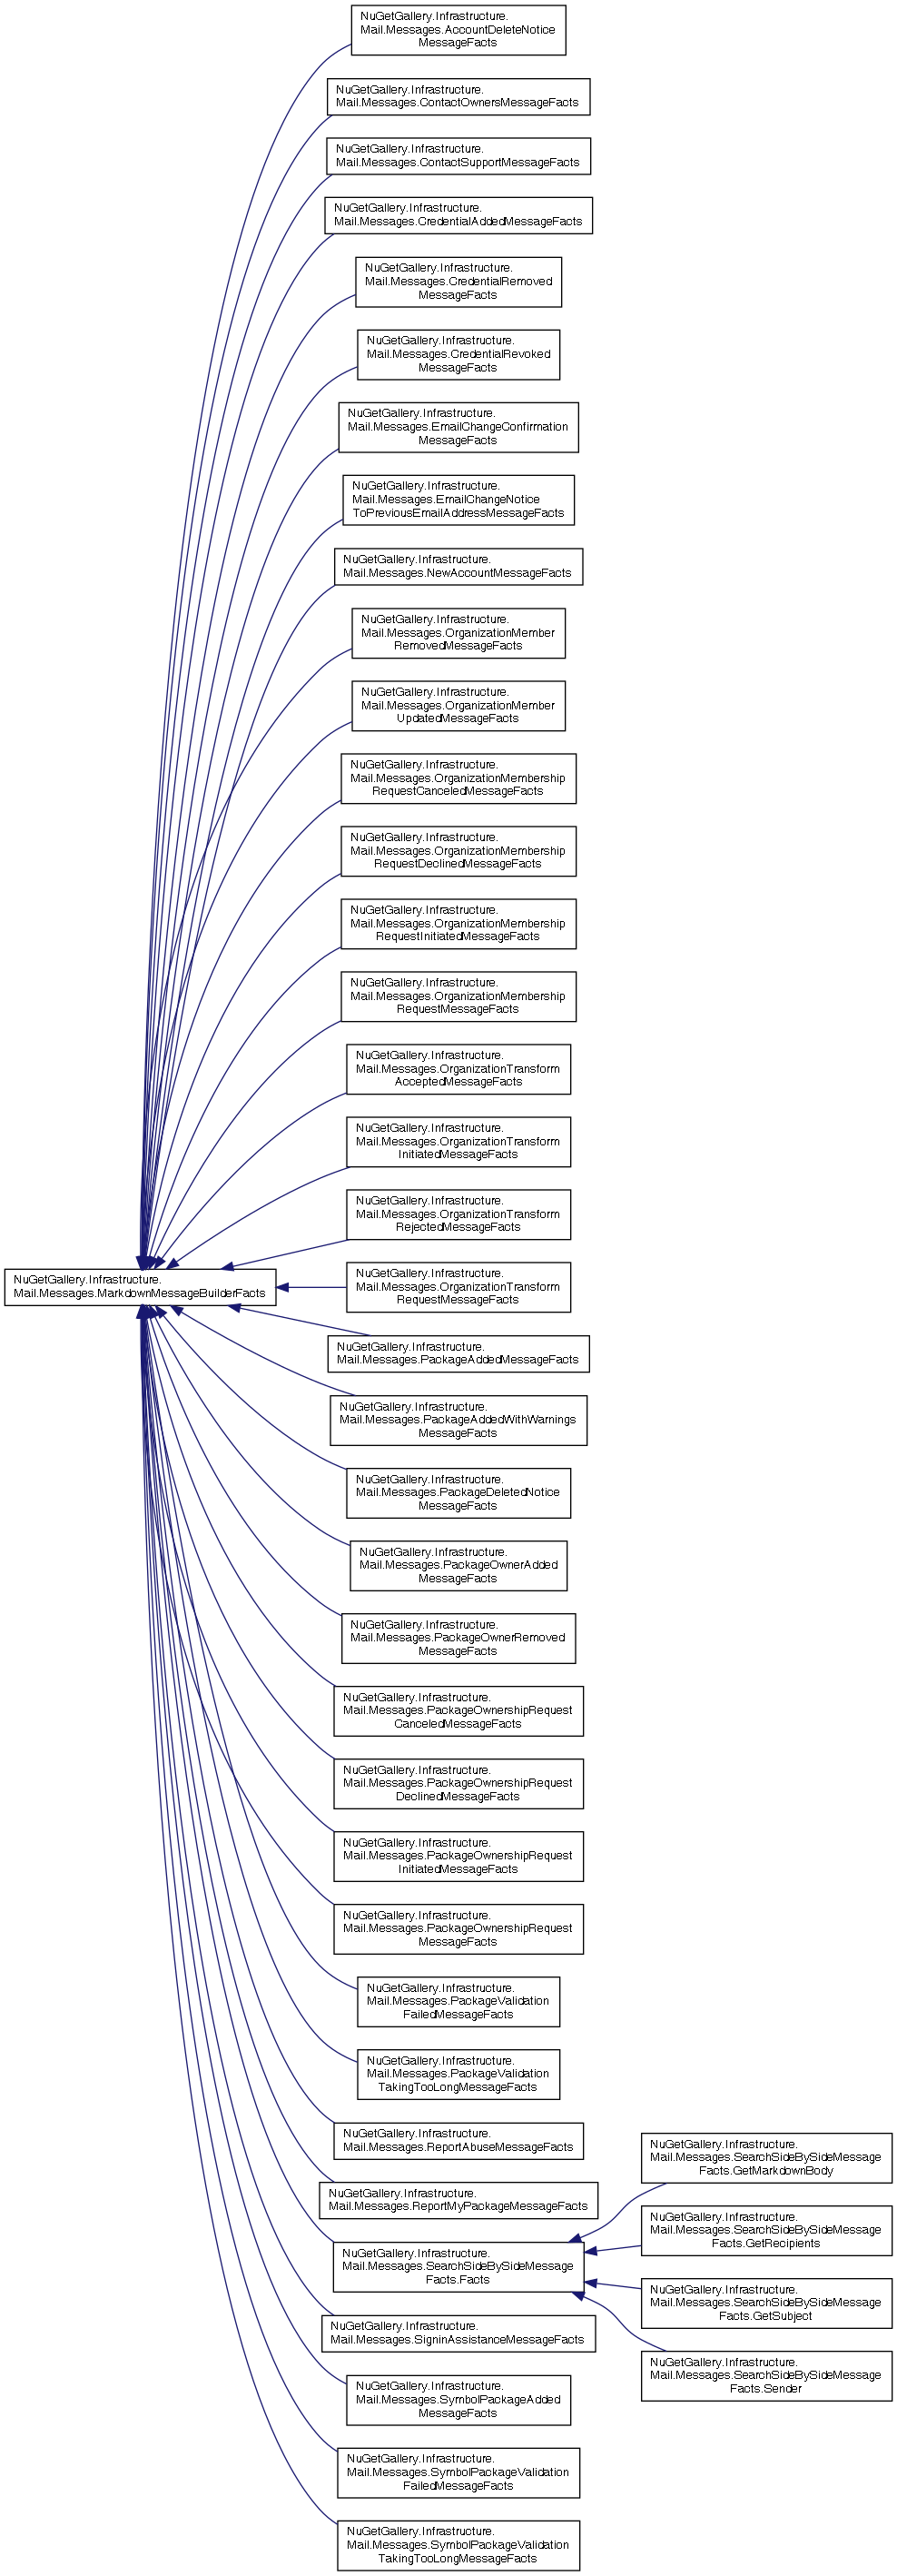 NuGetGallery.Infrastructure.
Mail.Messages.AccountDeleteNotice
MessageFacts
NuGetGallery.Infrastructure.
Mail.Messages.ContactOwnersMessageFacts
NuGetGallery.Infrastructure.
Mail.Messages.ContactSupportMessageFacts
NuGetGallery.Infrastructure.
Mail.Messages.CredentialAddedMessageFacts
NuGetGallery.Infrastructure.
Mail.Messages.CredentialRemoved
MessageFacts
NuGetGallery.Infrastructure.
Mail.Messages.CredentialRevoked
MessageFacts
NuGetGallery.Infrastructure.
Mail.Messages.EmailChangeConfirmation
MessageFacts
NuGetGallery.Infrastructure.
Mail.Messages.EmailChangeNotice
ToPreviousEmailAddressMessageFacts
NuGetGallery.Infrastructure.
Mail.Messages.NewAccountMessageFacts
NuGetGallery.Infrastructure.
Mail.Messages.OrganizationMember
RemovedMessageFacts
NuGetGallery.Infrastructure.
Mail.Messages.OrganizationMember
UpdatedMessageFacts
NuGetGallery.Infrastructure.
Mail.Messages.OrganizationMembership
RequestCanceledMessageFacts
NuGetGallery.Infrastructure.
Mail.Messages.OrganizationMembership
RequestDeclinedMessageFacts
NuGetGallery.Infrastructure.
Mail.Messages.OrganizationMembership
RequestInitiatedMessageFacts
NuGetGallery.Infrastructure.
Mail.Messages.OrganizationMembership
RequestMessageFacts
NuGetGallery.Infrastructure.
Mail.Messages.OrganizationTransform
AcceptedMessageFacts
NuGetGallery.Infrastructure.
Mail.Messages.OrganizationTransform
InitiatedMessageFacts
NuGetGallery.Infrastructure.
Mail.Messages.OrganizationTransform
RejectedMessageFacts
NuGetGallery.Infrastructure.
Mail.Messages.MarkdownMessageBuilderFacts
NuGetGallery.Infrastructure.
Mail.Messages.OrganizationTransform
RequestMessageFacts
NuGetGallery.Infrastructure.
Mail.Messages.PackageAddedMessageFacts
NuGetGallery.Infrastructure.
Mail.Messages.PackageAddedWithWarnings
MessageFacts
NuGetGallery.Infrastructure.
Mail.Messages.PackageDeletedNotice
MessageFacts
NuGetGallery.Infrastructure.
Mail.Messages.PackageOwnerAdded
MessageFacts
NuGetGallery.Infrastructure.
Mail.Messages.PackageOwnerRemoved
MessageFacts
NuGetGallery.Infrastructure.
Mail.Messages.PackageOwnershipRequest
CanceledMessageFacts
NuGetGallery.Infrastructure.
Mail.Messages.PackageOwnershipRequest
DeclinedMessageFacts
NuGetGallery.Infrastructure.
Mail.Messages.PackageOwnershipRequest
InitiatedMessageFacts
NuGetGallery.Infrastructure.
Mail.Messages.PackageOwnershipRequest
MessageFacts
NuGetGallery.Infrastructure.
Mail.Messages.PackageValidation
FailedMessageFacts
NuGetGallery.Infrastructure.
Mail.Messages.PackageValidation
TakingTooLongMessageFacts
NuGetGallery.Infrastructure.
Mail.Messages.ReportAbuseMessageFacts
NuGetGallery.Infrastructure.
Mail.Messages.ReportMyPackageMessageFacts
NuGetGallery.Infrastructure.
Mail.Messages.SearchSideBySideMessage
Facts.Facts
NuGetGallery.Infrastructure.
Mail.Messages.SearchSideBySideMessage
Facts.GetMarkdownBody
NuGetGallery.Infrastructure.
Mail.Messages.SearchSideBySideMessage
Facts.GetRecipients
NuGetGallery.Infrastructure.
Mail.Messages.SearchSideBySideMessage
Facts.GetSubject
NuGetGallery.Infrastructure.
Mail.Messages.SearchSideBySideMessage
Facts.Sender
NuGetGallery.Infrastructure.
Mail.Messages.SigninAssistanceMessageFacts
NuGetGallery.Infrastructure.
Mail.Messages.SymbolPackageAdded
MessageFacts
NuGetGallery.Infrastructure.
Mail.Messages.SymbolPackageValidation
FailedMessageFacts
NuGetGallery.Infrastructure.
Mail.Messages.SymbolPackageValidation
TakingTooLongMessageFacts